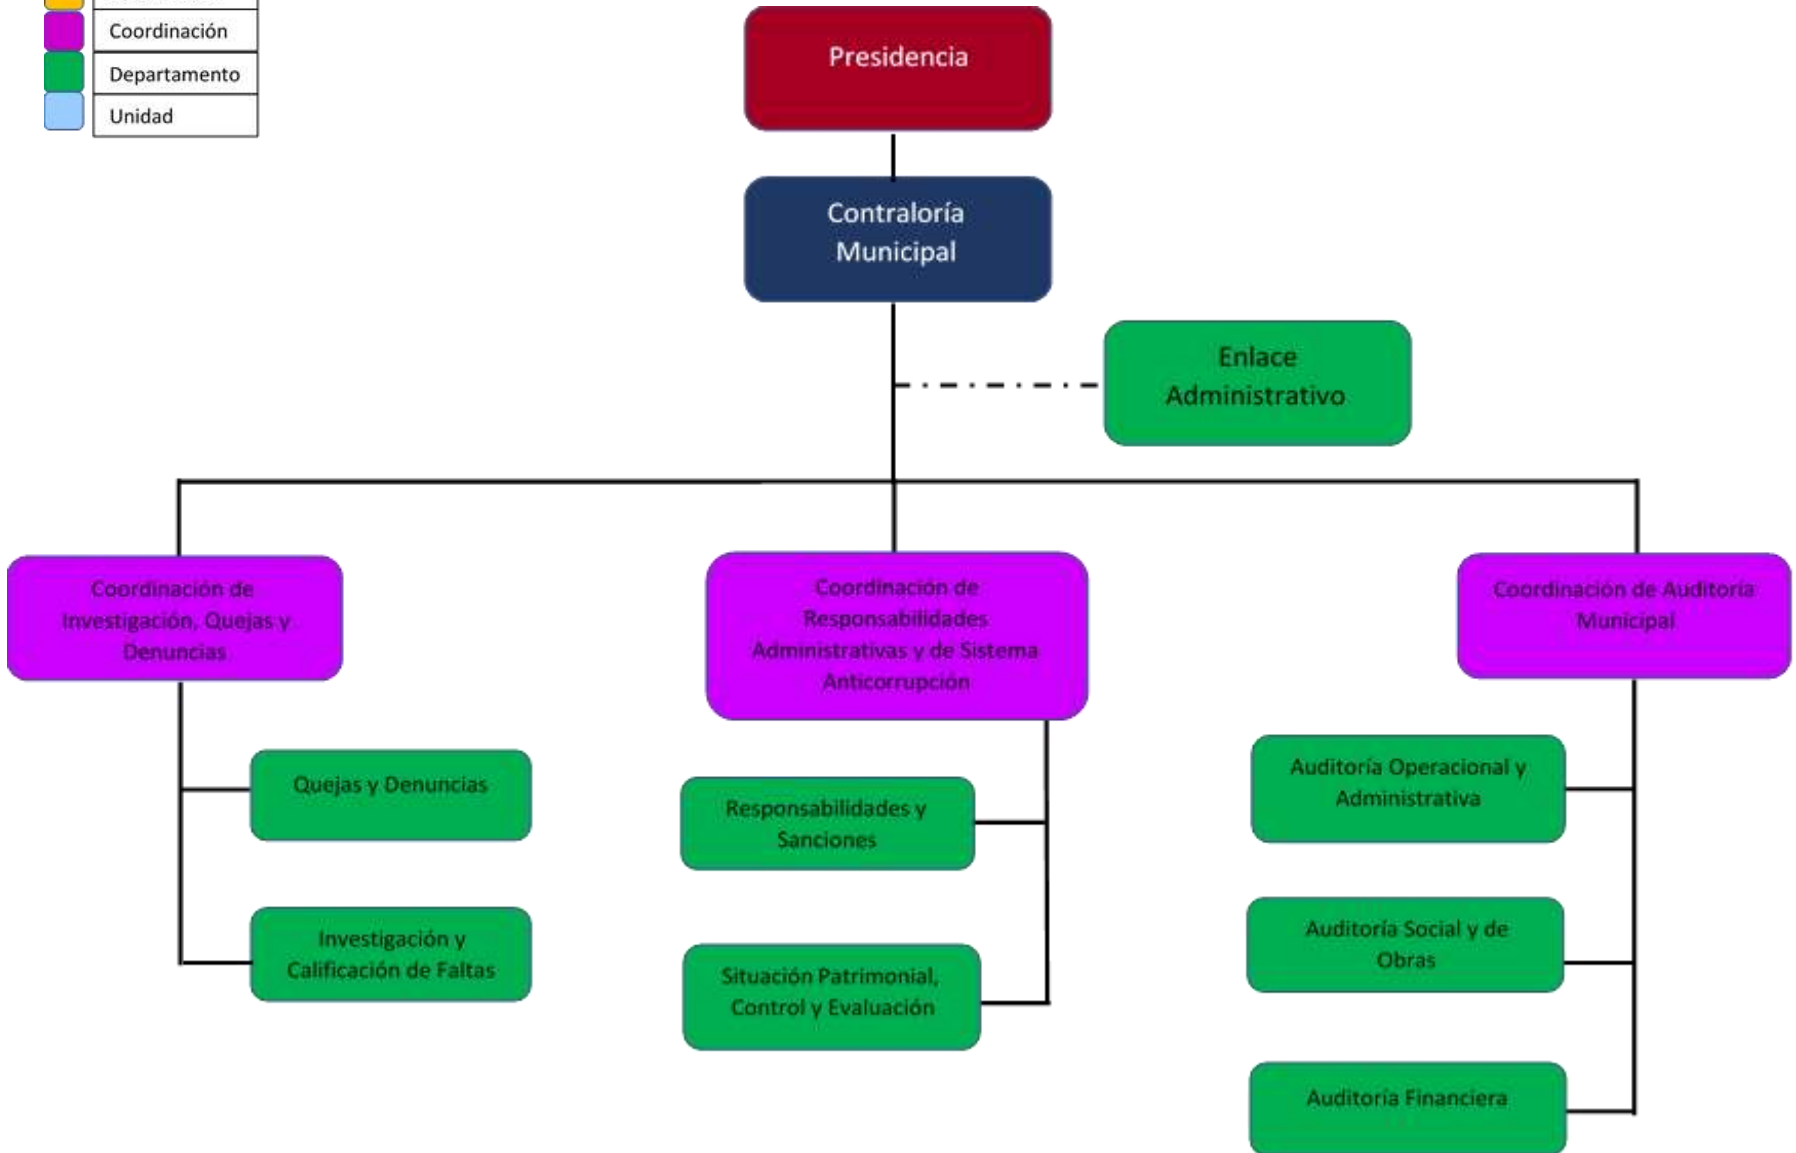 Coordinación
Departamento
Unidad
Presidencia
Contraloría
Municipal
Enlace
Administrativo
Coordinación de
Investigación, Quejas y
Denuncias
Coordinación de
Responsabilidades
Administrativas y de Sistema
Anticorrupción
Coordinación de Auditoría
Municipal
Quejas y Denuncias
Investigación y
Calificación de Faltas
Responsabilidades y
Sanciones
Situación Patrimonial,
Control y Evaluación
Auditoría Operacional y
Administrativa
Auditoría Social y de
Obras
Auditoría Financiera